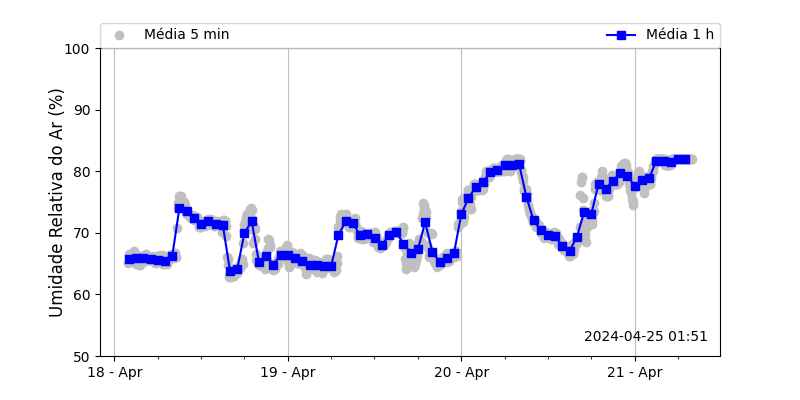 Média 5 min
Média 1 h
Umidade Relativa do Ar (%)
100
90
80
70
60
50
2024-04-25 01:51
18 - Apr
19 - Apr
20 - Apr
21 - Apr